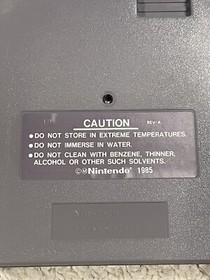 CAUTION REV-A
•DO NOT STORE IN EXTREME TEMPERATURES.
•DO NOT IMMERSE IN WATER.
•DO NOT CLEAN WITH BENZENE, THINNER,
ALCOHOL OR OTHER SUCH SOLVENTS.
©Ⓜ Nintendo® 1985